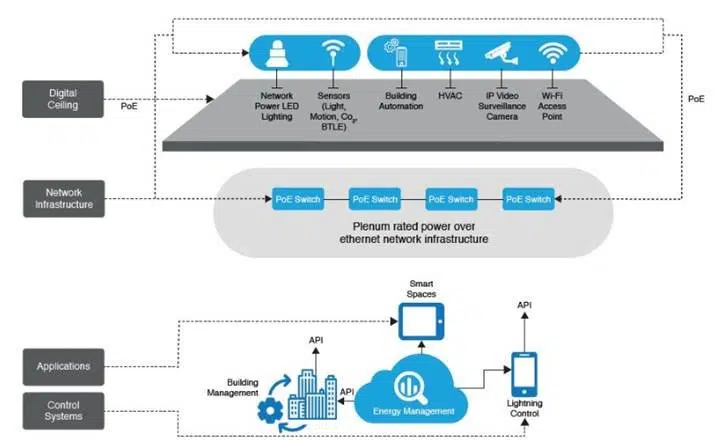 Digital
Ceiling
PoE
Network
Power LED
Lighting
Sensors
(Light,
Motion, Co2,
BTLE)
Building
Automation
HVAC
IP Video
Surveillance
Camera
Wi-Fi
Access
Point
PoE
Network
Infrastructure
PoE Switch
PoE Switch
PoE Switch
PoE Switch
Plenum rated power over
ethernet network infrastructure
Smart
Spaces
API
API
Applications
Building
Management
API
Energy Management
Lightning
Control
Control
Systems